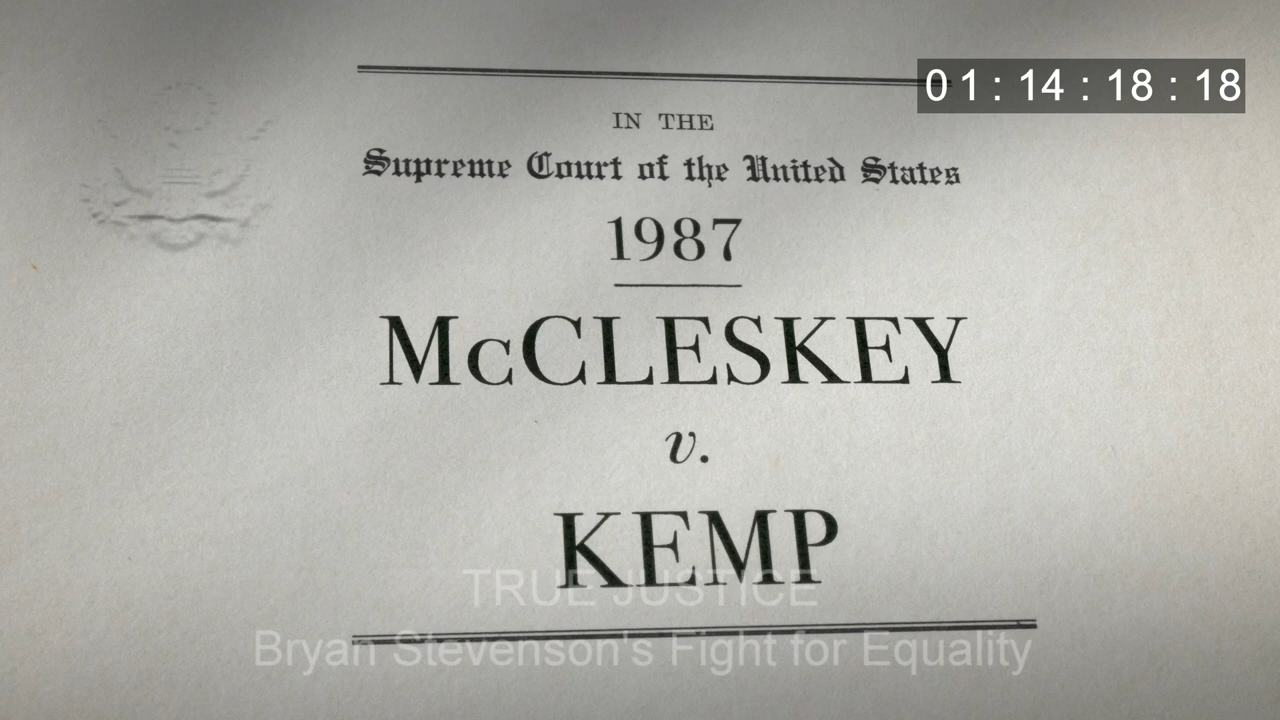 01:14:18:18
IN THE
Supreme Court of the United States
1987
McCLESKEY
v.
KEMP
TRUE JUSTICE
Bryan Stevenson's Fight for Equality